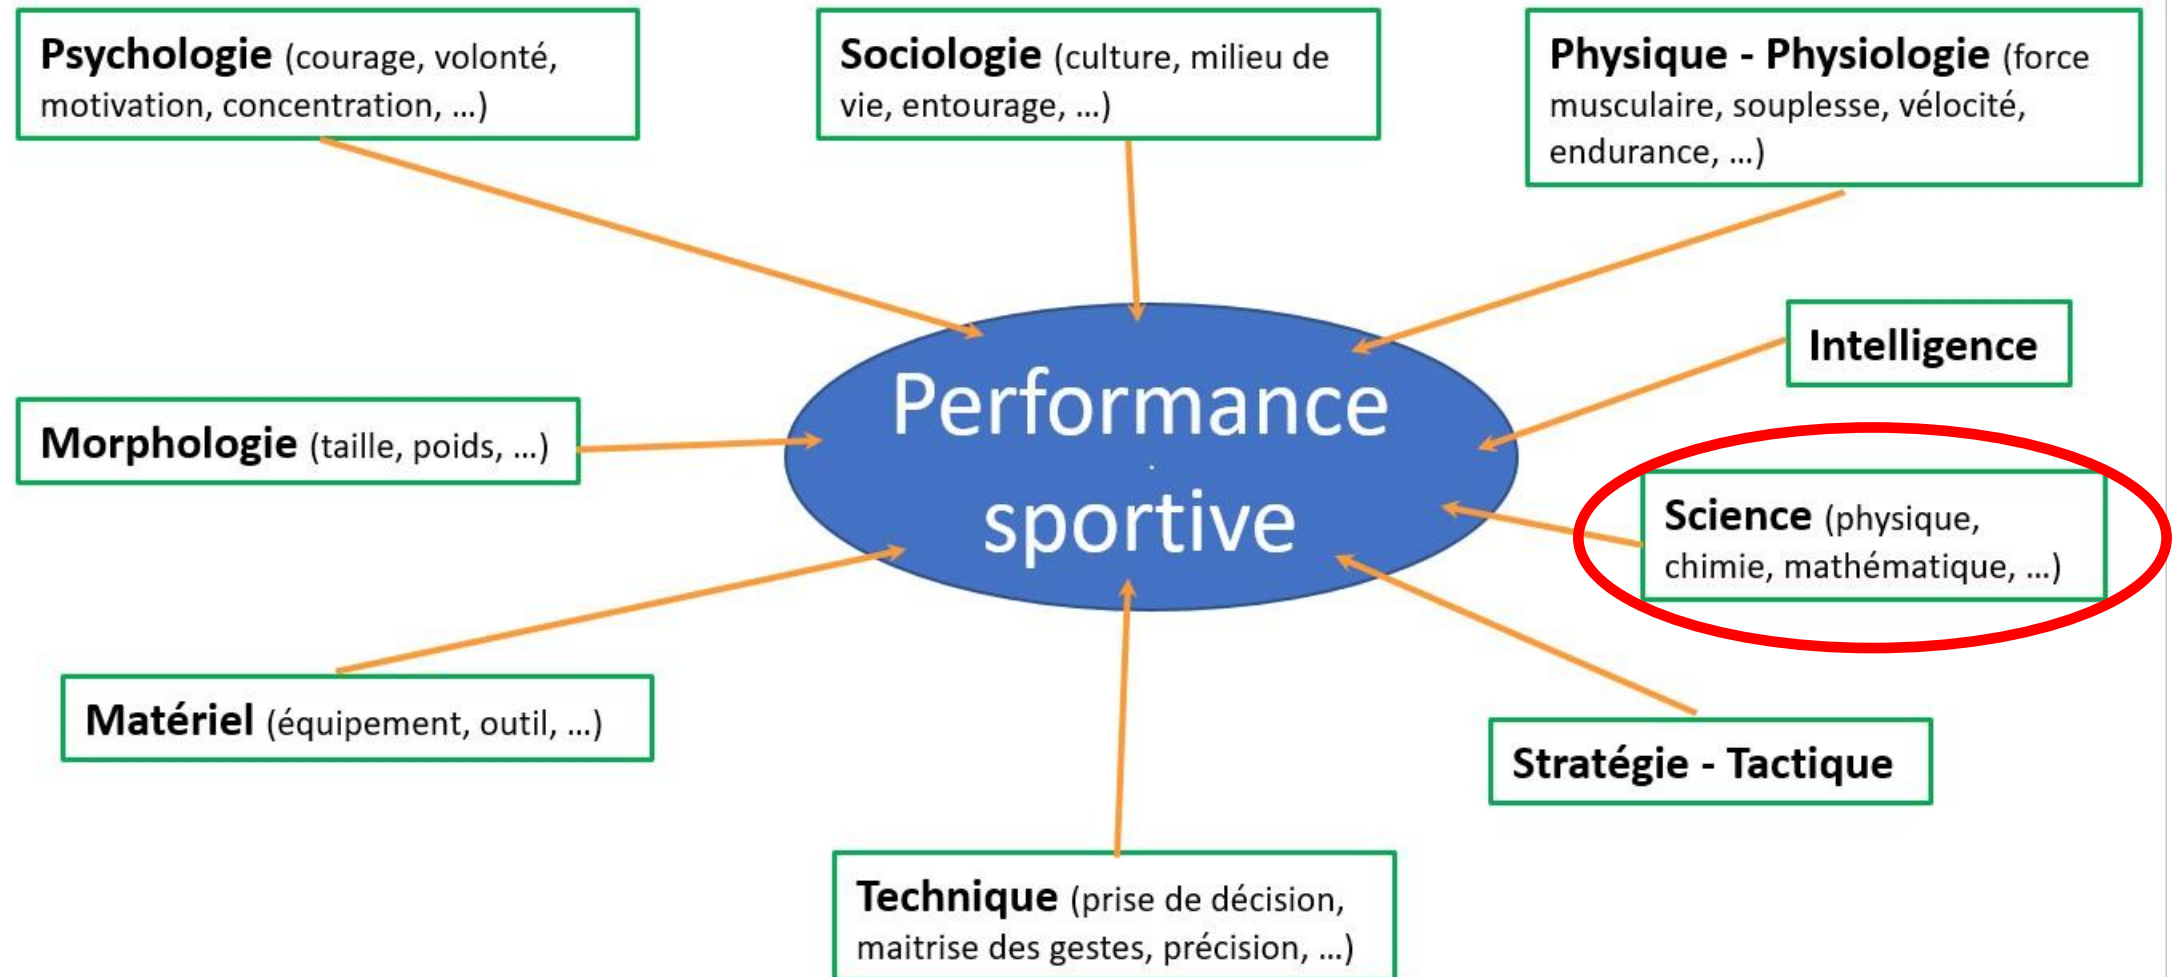 Psychologie (courage, volonté,
motivation, concentration, ...)
Sociologie (culture, milieu de
vie, entourage, ...)
Physique - Physiologie (force
musculaire, souplesse, vélocité,
endurance, ...)
Intelligence
Performance
sportive
Morphologie (taille, poids, ...)
Science (physique,
chimie, mathématique, ...)
Matériel (équipement, outil, ...)
Stratégie - Tactique
Technique (prise de décision,
maitrise des gestes, précision, ...)